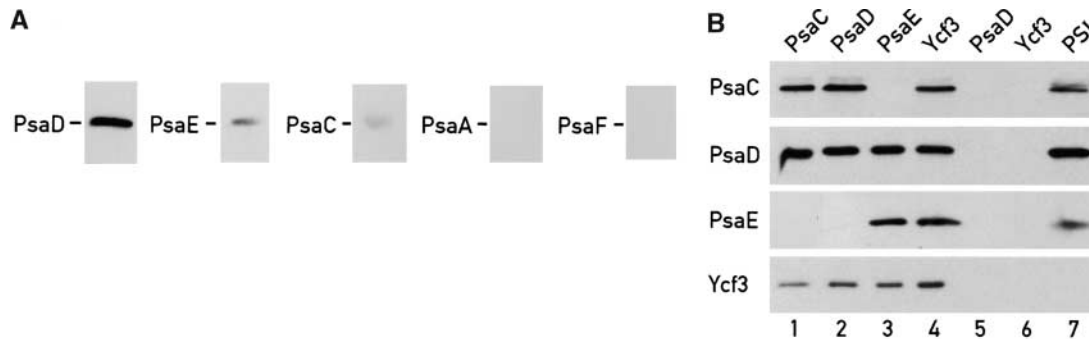 A
PsaD
PsaE
PsaC
PsaA
PsaF
B
PsaC PsaD PsaE Ycf3 PsaD Ycf3 PSI
PsaC
PsaD
PsaE
Ycf3
1 2 3 4 5 6 7